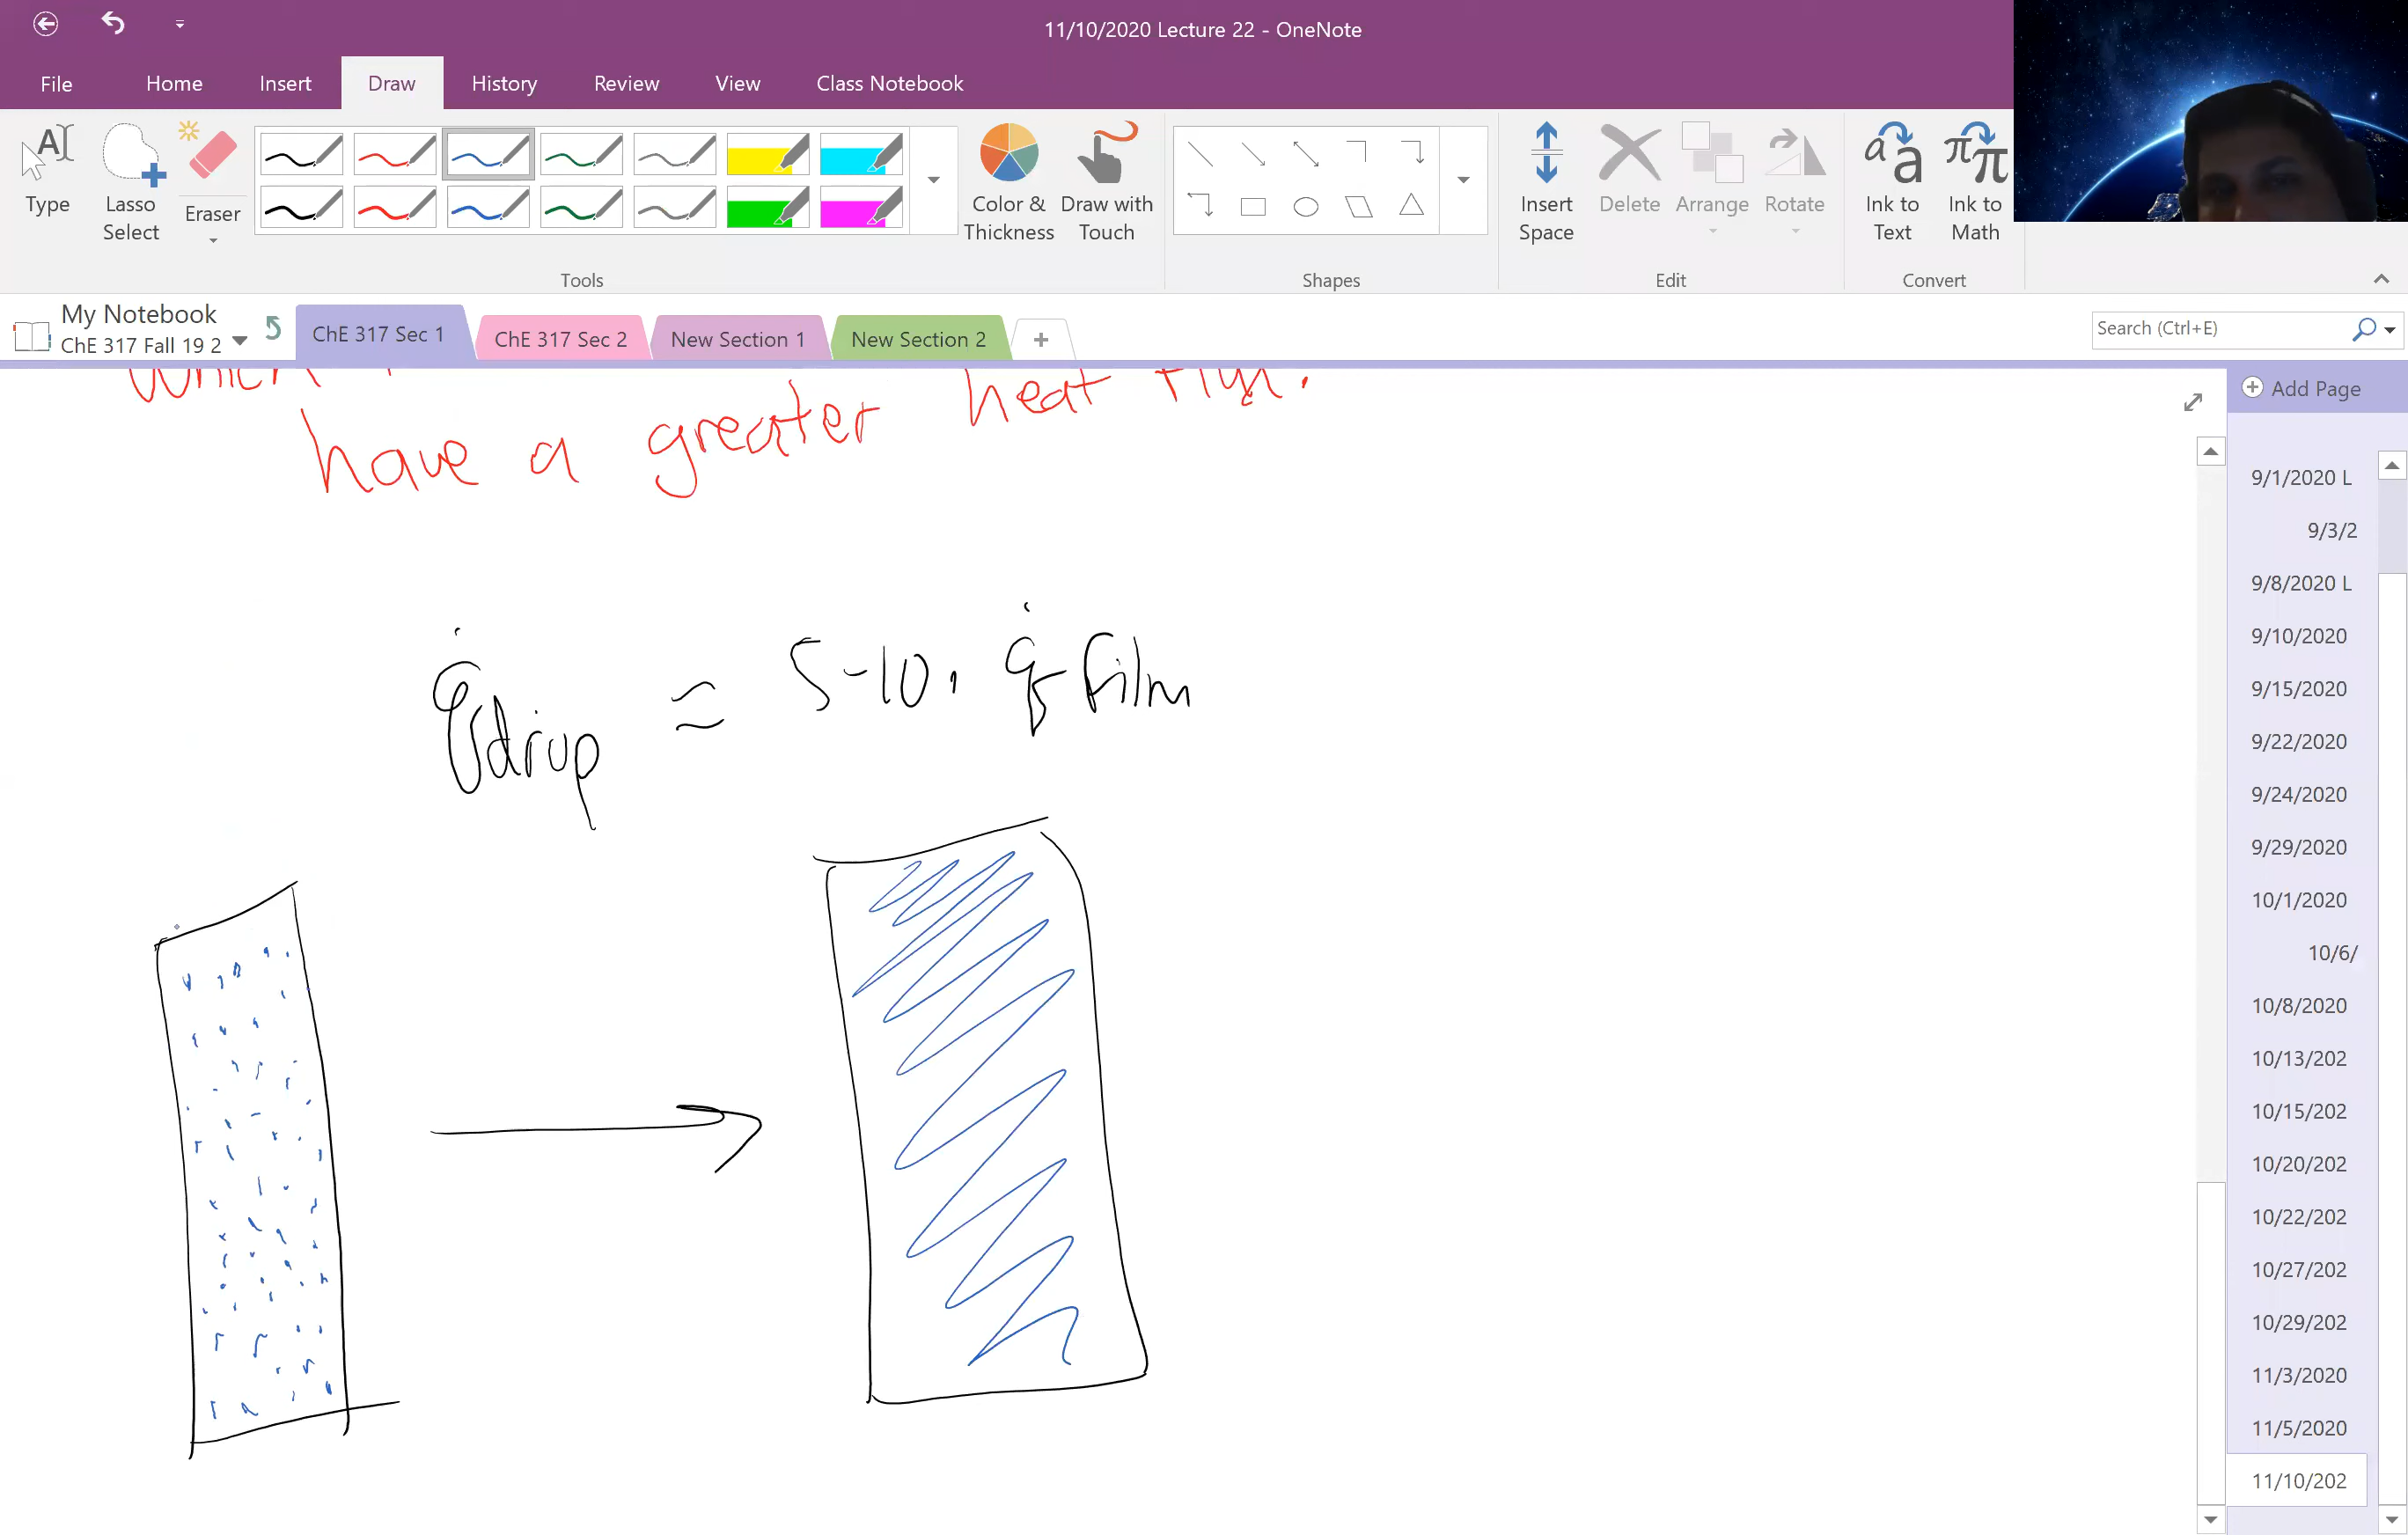 11/10/2020 Lecture 22 - OneNote
File Home Insert Draw History Review View Class Notebook
Type
Lasso Select
Eraser
Color & Thickness
Draw with Touch
Insert Space
Delete
Arrange
Rotate
Ink to Text
Ink to Math
Tools Shapes Edit Convert
My Notebook
ChE 317 Fall 19 2
ChE 317 Sec 1
ChE 317 Sec 2
New Section 1
New Section 2
Search (Ctrl+E)
Add Page
which
have a greater heat flux.
q̇drop ≈ 5-10 · q̇film
9/1/2020 L
9/3/2
9/8/2020 L
9/10/2020
9/15/2020
9/22/2020
9/24/2020
9/29/2020
10/1/2020
10/6/
10/8/2020
10/13/202
10/15/202
10/20/202
10/22/202
10/27/202
10/29/202
11/3/2020
11/5/2020
11/10/202